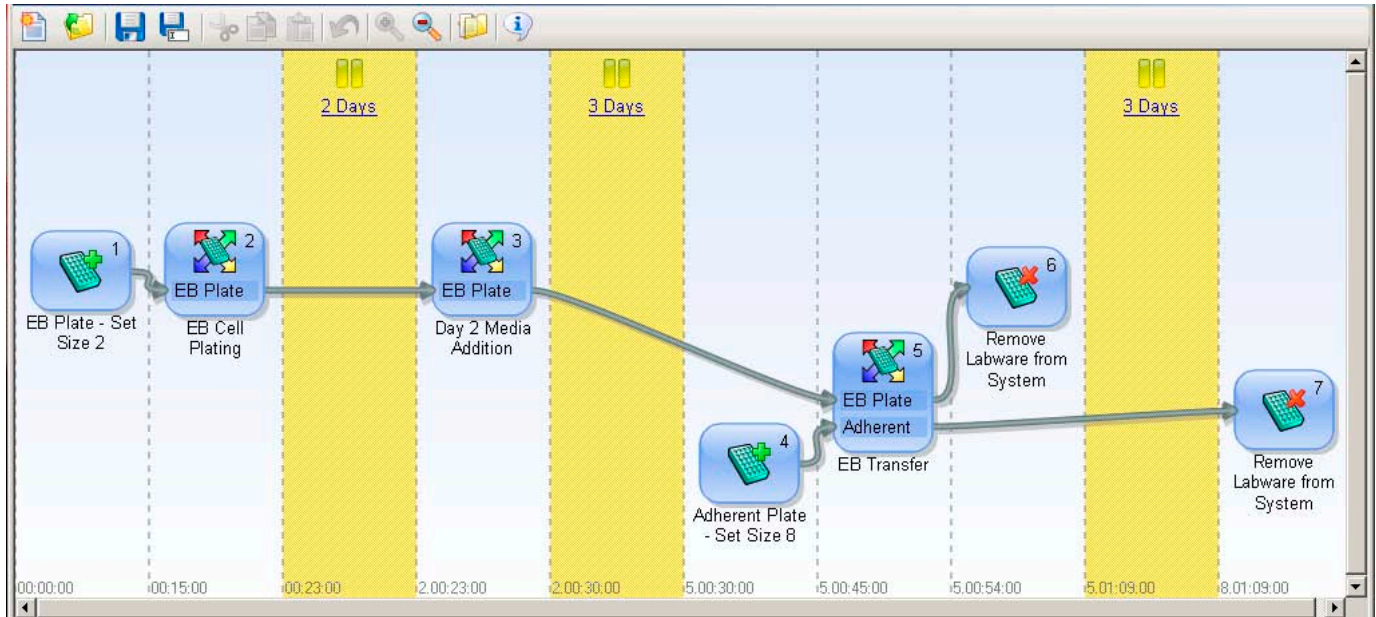 2 Days
3 Days
3 Days
1
EB Plate - Set
Size 2
2
EB Plate
EB Cell
Plating
3
EB Plate
Day 2 Media
Addition
4
Adherent Plate
- Set Size 8
5
EB Plate
Adherent
EB Transfer
6
Remove
Labware from
System
7
Remove
Labware from
System
00:00:00
00:15:00
00:23:00
2.00:23:00
2.00:30:00
5.00:30:00
5.00:45:00
5.00:54:00
5.01:09:00
8.01:09:00